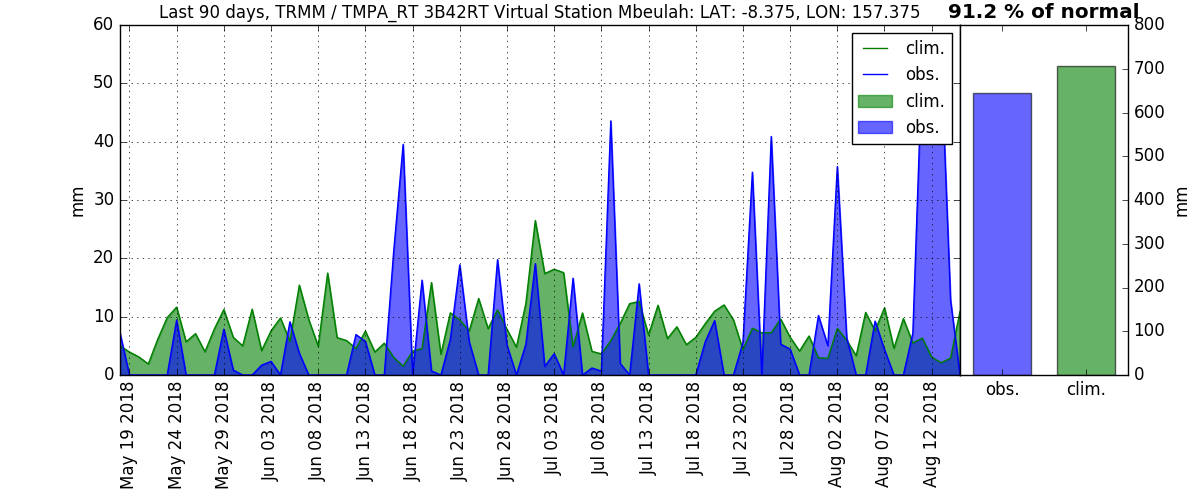 Last 90 days, TRMM / TMPA_RT 3B42RT Virtual Station Mbeulah: LAT: -8.375, LON: 157.375
91.2 % of normal
60
50
40
30
20
10
0
mm
clim.
obs.
clim.
obs.
800
700
600
500
400
300
200
100
0
mm
May 19 2018
May 24 2018
May 29 2018
Jun 03 2018
Jun 08 2018
Jun 13 2018
Jun 18 2018
Jun 23 2018
Jun 28 2018
Jul 03 2018
Jul 08 2018
Jul 13 2018
Jul 18 2018
Jul 23 2018
Jul 28 2018
Aug 02 2018
Aug 07 2018
Aug 12 2018
obs.
clim.